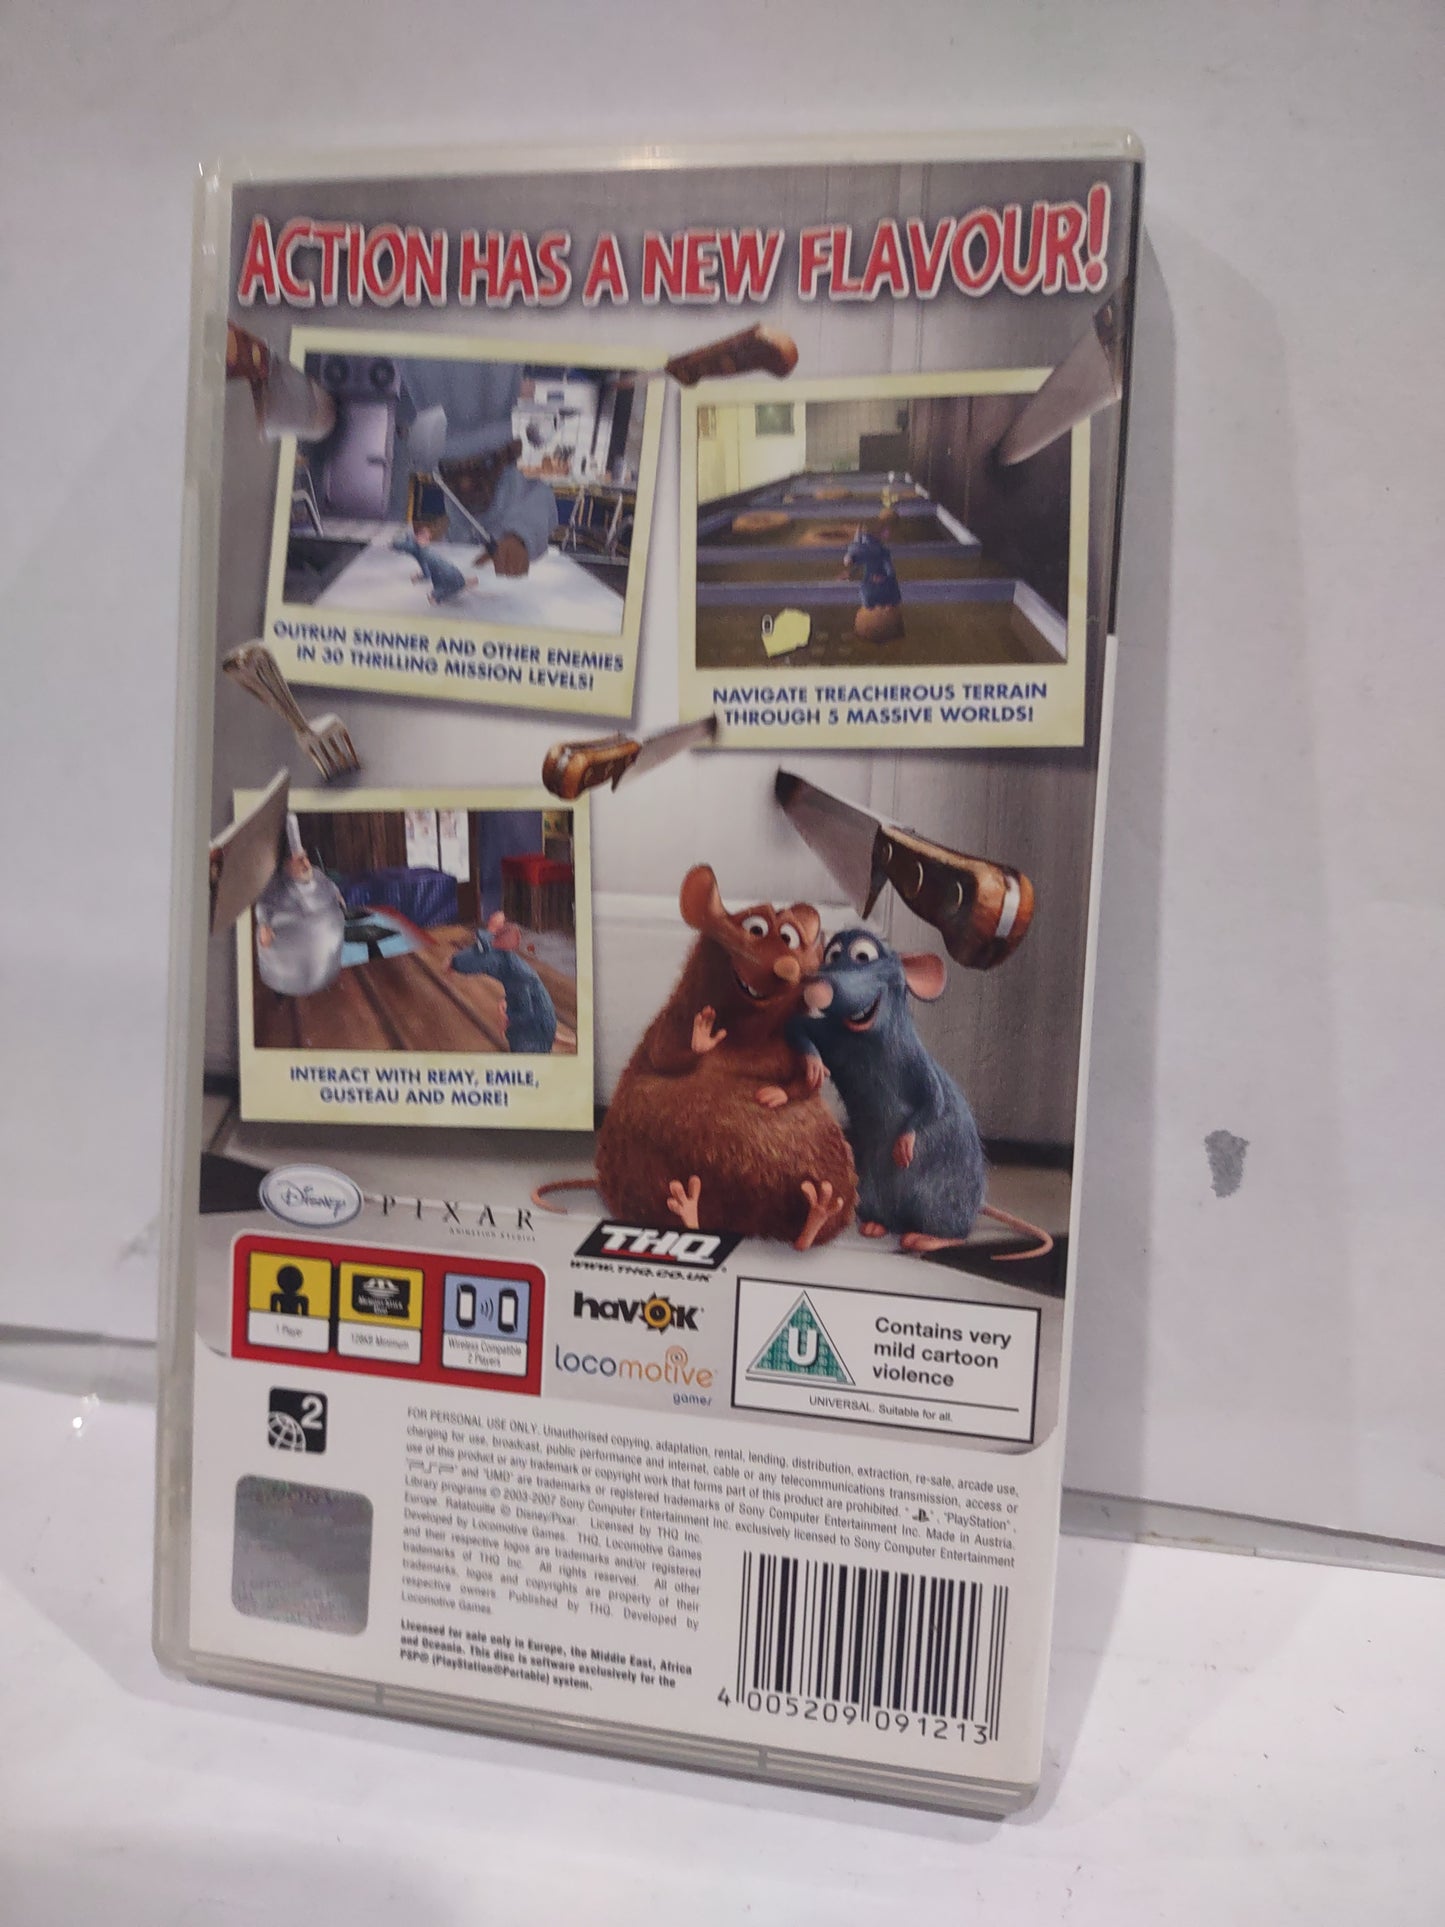 ACTION HAS A NEW FLAVOUR!
OUTRUN SKINNER AND OTHER ENEMIES
IN 30 THRILLING MISSION LEVELS!
NAVIGATE TREACHEROUS TERRAIN
THROUGH 5 MASSIVE WORLDS!
INTERACT WITH REMY, EMILE,
GUSTEAU AND MORE!
Disney PIXAR
ANIMATION STUDIOS
THQ
WWW.THQ.CO.UK
1 Player
128KB Minimum
Wireless Compatible
2 Players
havok
locomotive
games
U
Contains very
mild cartoon
violence
UNIVERSAL. Suitable for all.
2
FOR PERSONAL USE ONLY. Unauthorised copying, adaptation, rental, lending, distribution, extraction, re-sale, arcade use,
charging for use, broadcast, public performance and internet, cable or any telecommunications transmission, access or
use of this product or any trademark or copyright work that forms part of this product are prohibited. " ", "PlayStation",
"PSP" and "UMD" are trademarks or registered trademarks of Sony Computer Entertainment Inc. Made in Austria.
Library programs © 2003-2007 Sony Computer Entertainment Inc. exclusively licensed to Sony Computer Entertainment
Europe. Ratatouille © Disney/Pixar. Licensed by THQ Inc.
Developed by Locomotive Games. THQ, Locomotive Games
and their respective logos are trademarks and/or registered
trademarks of THQ Inc. All rights reserved. All other
trademarks, logos and copyrights are property of their
respective owners. Published by THQ. Developed by
Locomotive Games.
Licensed for sale only in Europe, the Middle East, Africa
and Oceania. This disc is software exclusively for the
PSP® (PlayStation®Portable) system.
4 005209 091213